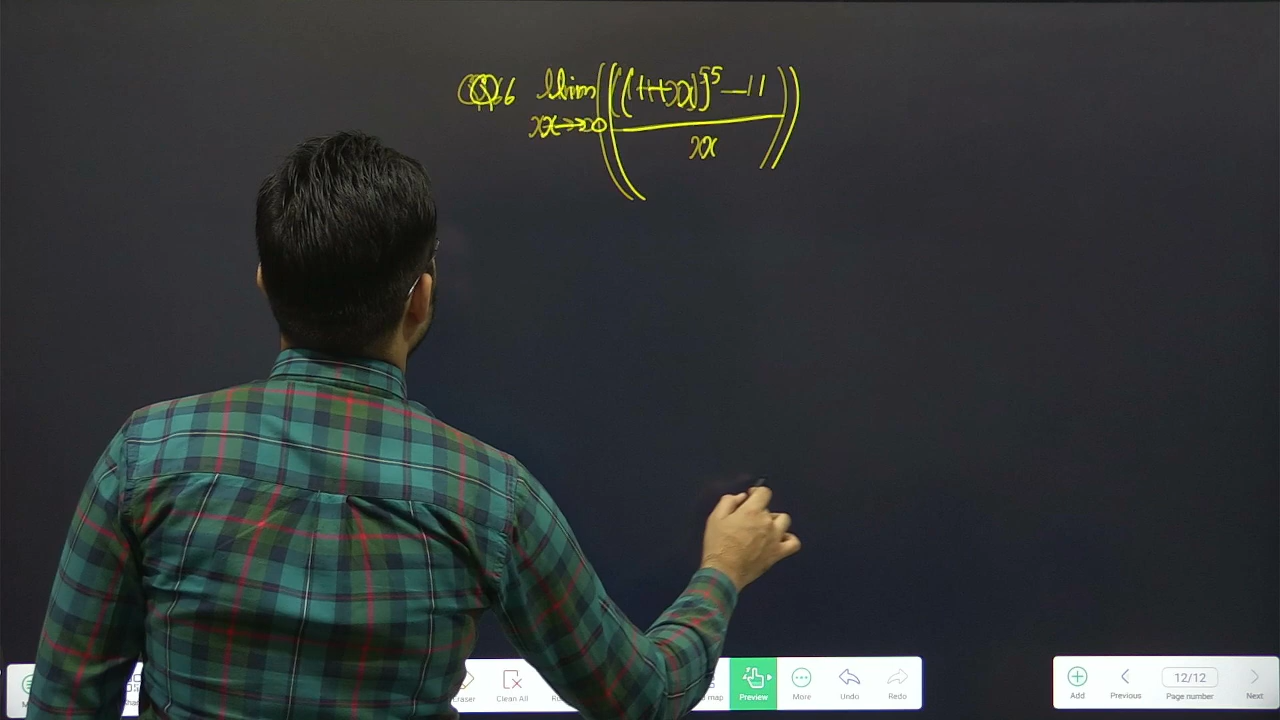 Q6 lim x→0 (((1+x)^5 - 1) / x)
Eraser Clean All map Preview More Undo Redo
Add Previous 12/12 Page number Next